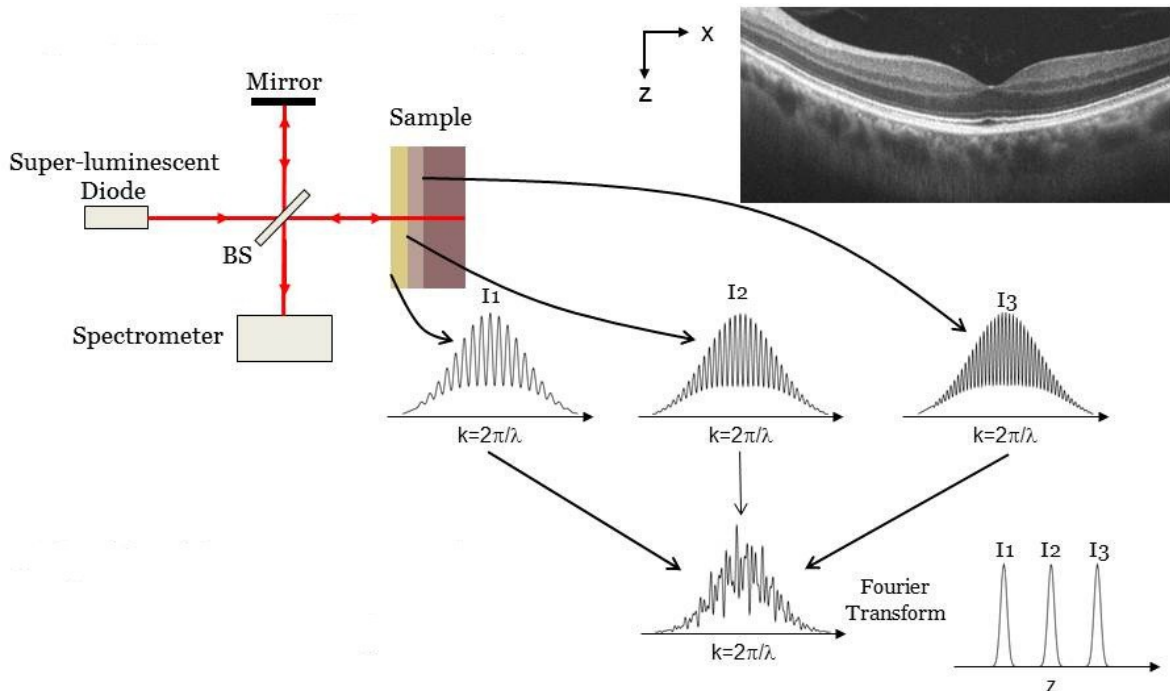 X
Z
Mirror
Sample
Super-luminescent
Diode
BS
Spectrometer
I1
I2
I3
k=2π/λ
k=2π/λ
k=2π/λ
I1 I2 I3
Fourier
Transform
k=2π/λ
z